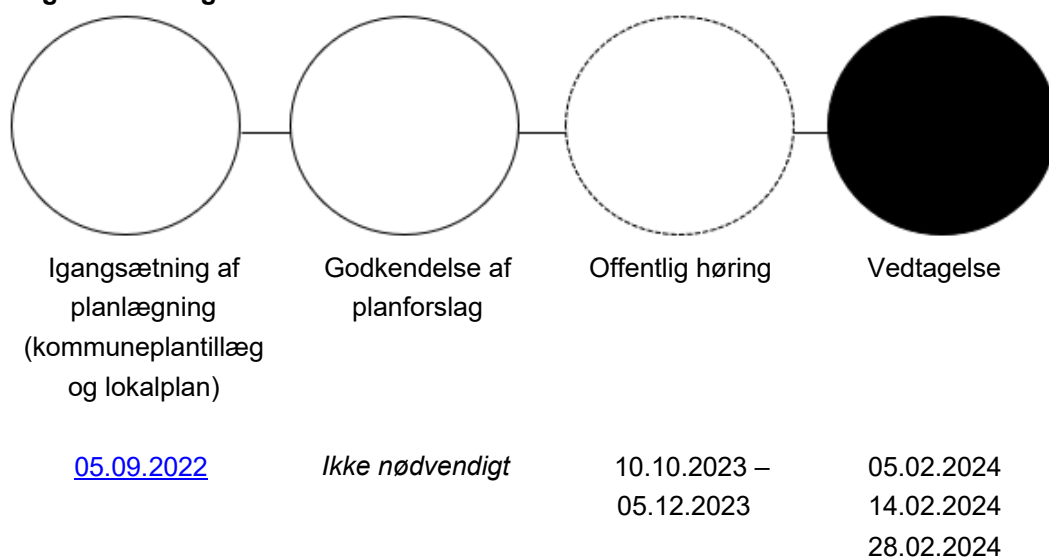 Igangsætning af
planlægning
(kommuneplantillæg
og lokalplan)
Godkendelse af
planforslag
Offentlig høring
Vedtagelse
05.09.2022
Ikke nødvendigt
10.10.2023 –
05.12.2023
05.02.2024
14.02.2024
28.02.2024